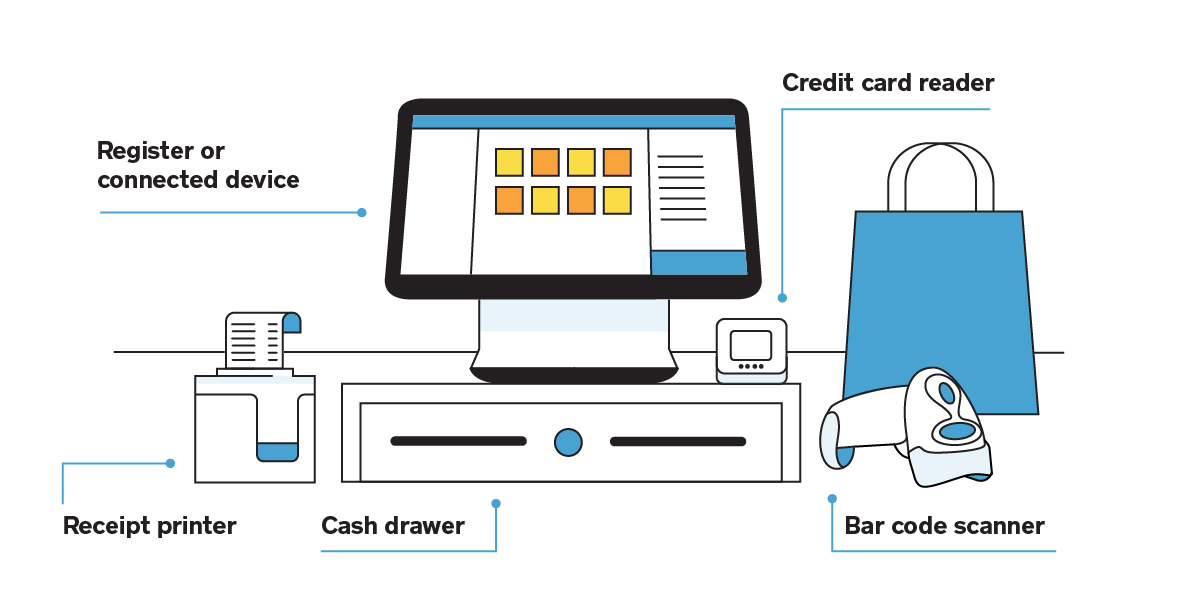 Credit card reader
Register or
connected device
Receipt printer
Cash drawer
Bar code scanner